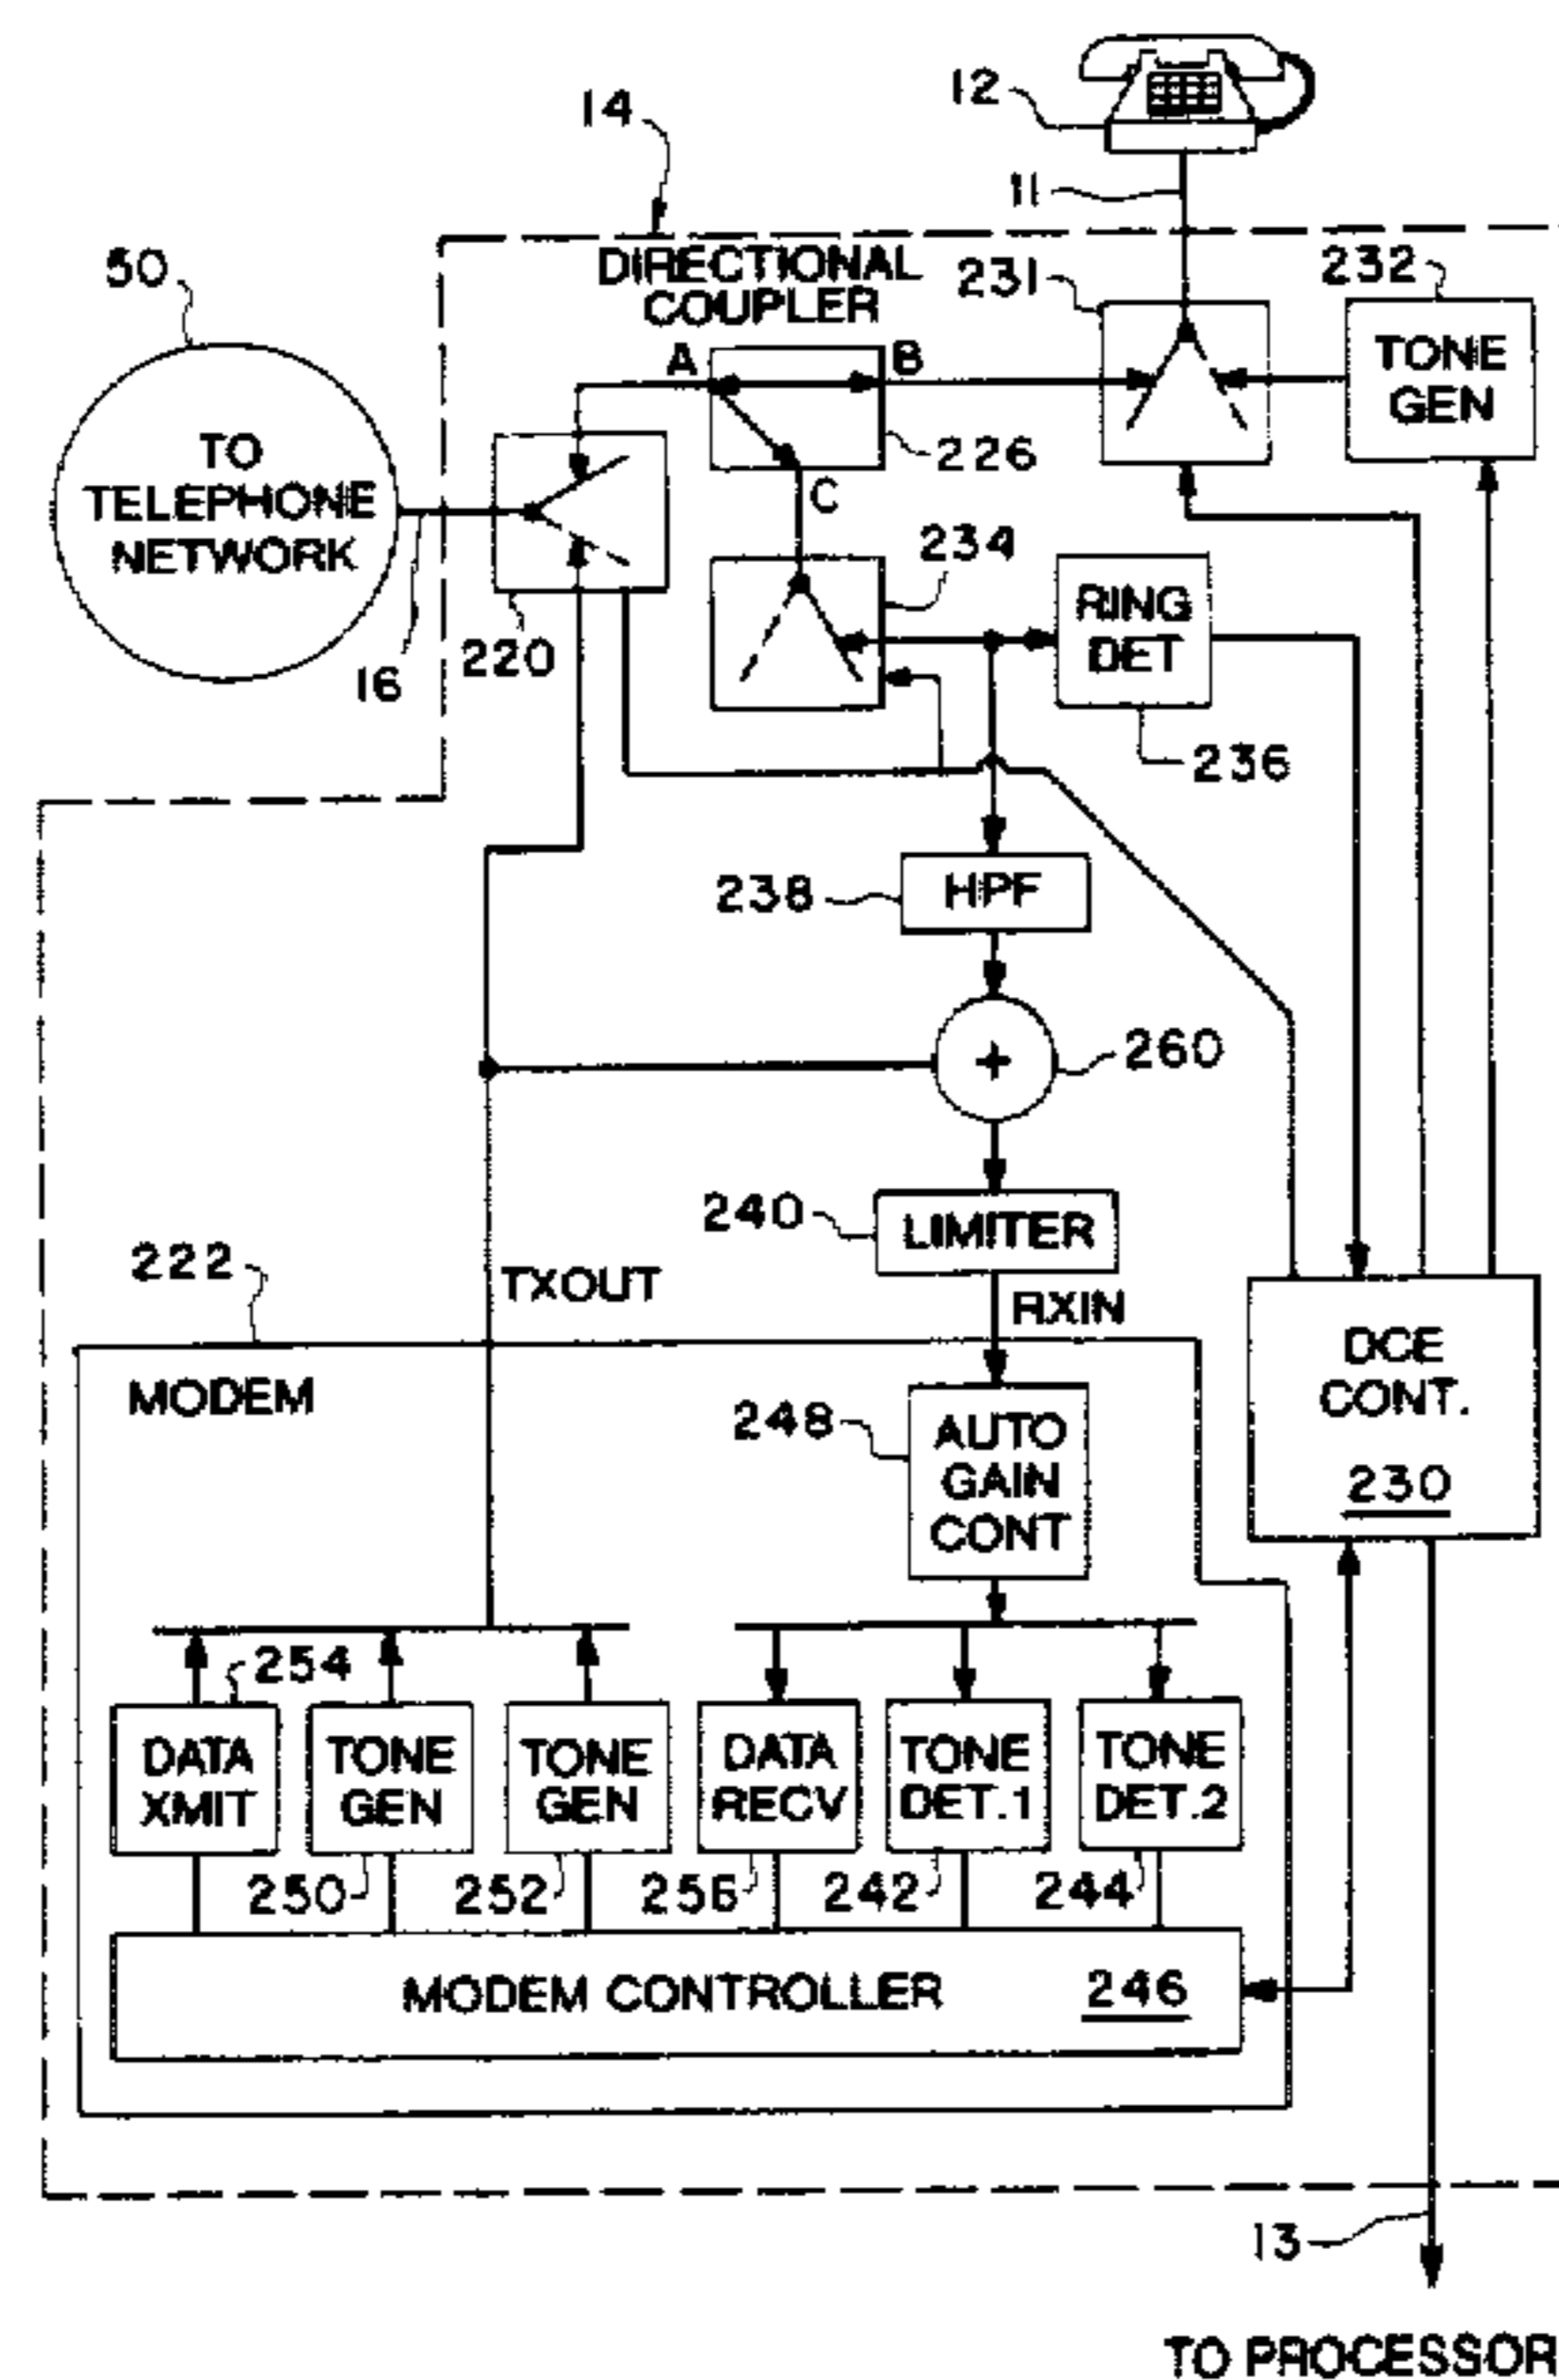 12
14
11
50
DIRECTIONAL
COUPLER
231
232
TONE
GEN
A
B
226
C
TO
TELEPHONE
NETWORK
16
220
234
RING
DET
236
238
HPF
+
260
240
LIMITER
222
TXOUT
RXIN
MODEM
248
AUTO
GAIN
CONT
DCE
CONT.
230
254
DATA
XMIT
TONE
GEN
TONE
GEN
DATA
RECV
TONE
DET.1
TONE
DET.2
250
252
256
242
244
MODEM CONTROLLER 246
13
TO PROCESSOR